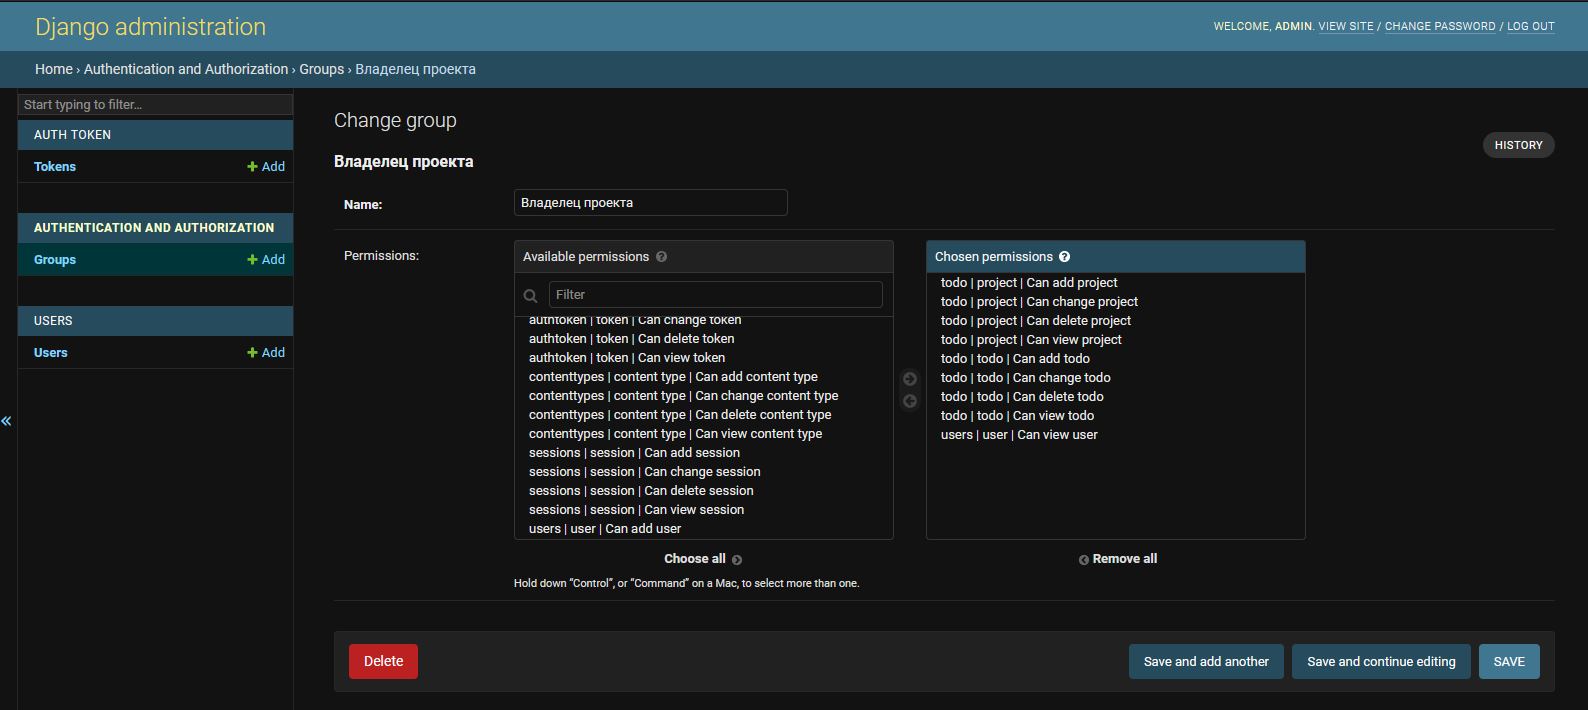 Django administration
WELCOME, ADMIN. VIEW SITE / CHANGE PASSWORD / LOG OUT
Home › Authentication and Authorization › Groups › Владелец проекта
Start typing to filter...
AUTH TOKEN
Tokens Add
AUTHENTICATION AND AUTHORIZATION
Groups Add
USERS
Users Add
«
Change group
HISTORY
Владелец проекта
Name: Владелец проекта
Permissions:
Available permissions ?
Filter
authtoken | token | Can change token
authtoken | token | Can delete token
authtoken | token | Can view token
contenttypes | content type | Can add content type
contenttypes | content type | Can change content type
contenttypes | content type | Can delete content type
contenttypes | content type | Can view content type
sessions | session | Can add session
sessions | session | Can change session
sessions | session | Can delete session
sessions | session | Can view session
users | user | Can add user
Choose all
Hold down “Control”, or “Command” on a Mac, to select more than one.
Chosen permissions ?
todo | project | Can add project
todo | project | Can change project
todo | project | Can delete project
todo | project | Can view project
todo | todo | Can add todo
todo | todo | Can change todo
todo | todo | Can delete todo
todo | todo | Can view todo
users | user | Can view user
Remove all
Delete
Save and add another
Save and continue editing
SAVE